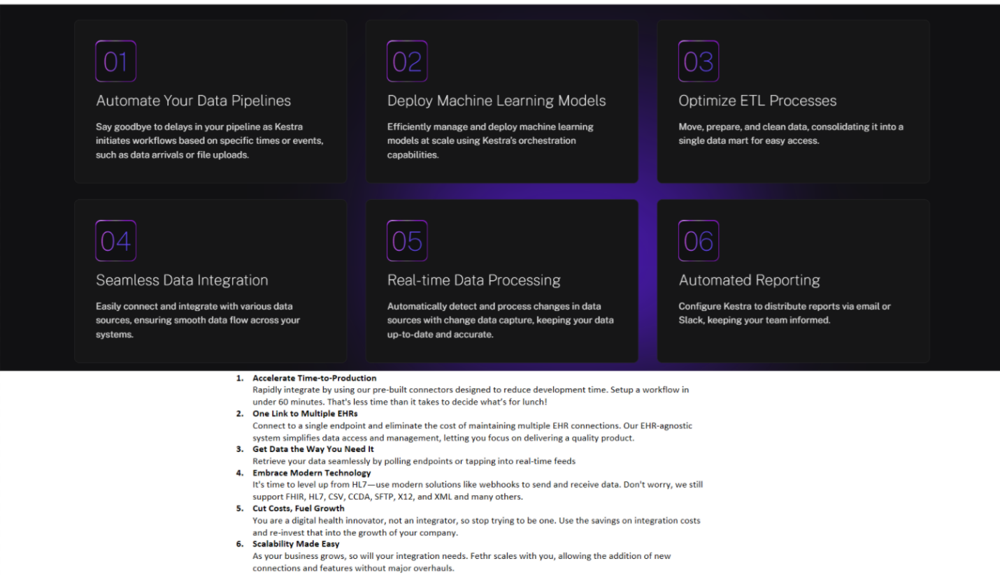 01
Automate Your Data Pipelines
Say goodbye to delays in your pipeline as Kestra
initiates workflows based on specific times or events,
such as data arrivals or file uploads.
02
Deploy Machine Learning Models
Efficiently manage and deploy machine learning
models at scale using Kestra's orchestration
capabilities.
03
Optimize ETL Processes
Move, prepare, and clean data, consolidating it into a
single data mart for easy access.
04
Seamless Data Integration
Easily connect and integrate with various data
sources, ensuring smooth data flow across your
systems.
05
Real-time Data Processing
Automatically detect and process changes in data
sources with change data capture, keeping your data
up-to-date and accurate.
06
Automated Reporting
Configure Kestra to distribute reports via email or
Slack, keeping your team informed.
1. Accelerate Time-to-Production
Rapidly integrate by using our pre-built connectors designed to reduce development time. Setup a workflow in
under 60 minutes. That's less time than it takes to decide what's for lunch!
2. One Link to Multiple EHRs
Connect to a single endpoint and eliminate the cost of maintaining multiple EHR connections. Our EHR-agnostic
system simplifies data access and management, letting you focus on delivering a quality product.
3. Get Data the Way You Need It
Retrieve your data seamlessly by polling endpoints or tapping into real-time feeds
4. Embrace Modern Technology
It's time to level up from HL7—use modern solutions like webhooks to send and receive data. Don't worry, we still
support FHIR, HL7, CSV, CCDA, SFTP, X12, and XML and many others.
5. Cut Costs, Fuel Growth
You are a digital health innovator, not an integrator, so stop trying to be one. Use the savings on integration costs
and re-invest that into the growth of your company.
6. Scalability Made Easy
As your business grows, so will your integration needs. Fethr scales with you, allowing the addition of new
connections and features without major overhauls.